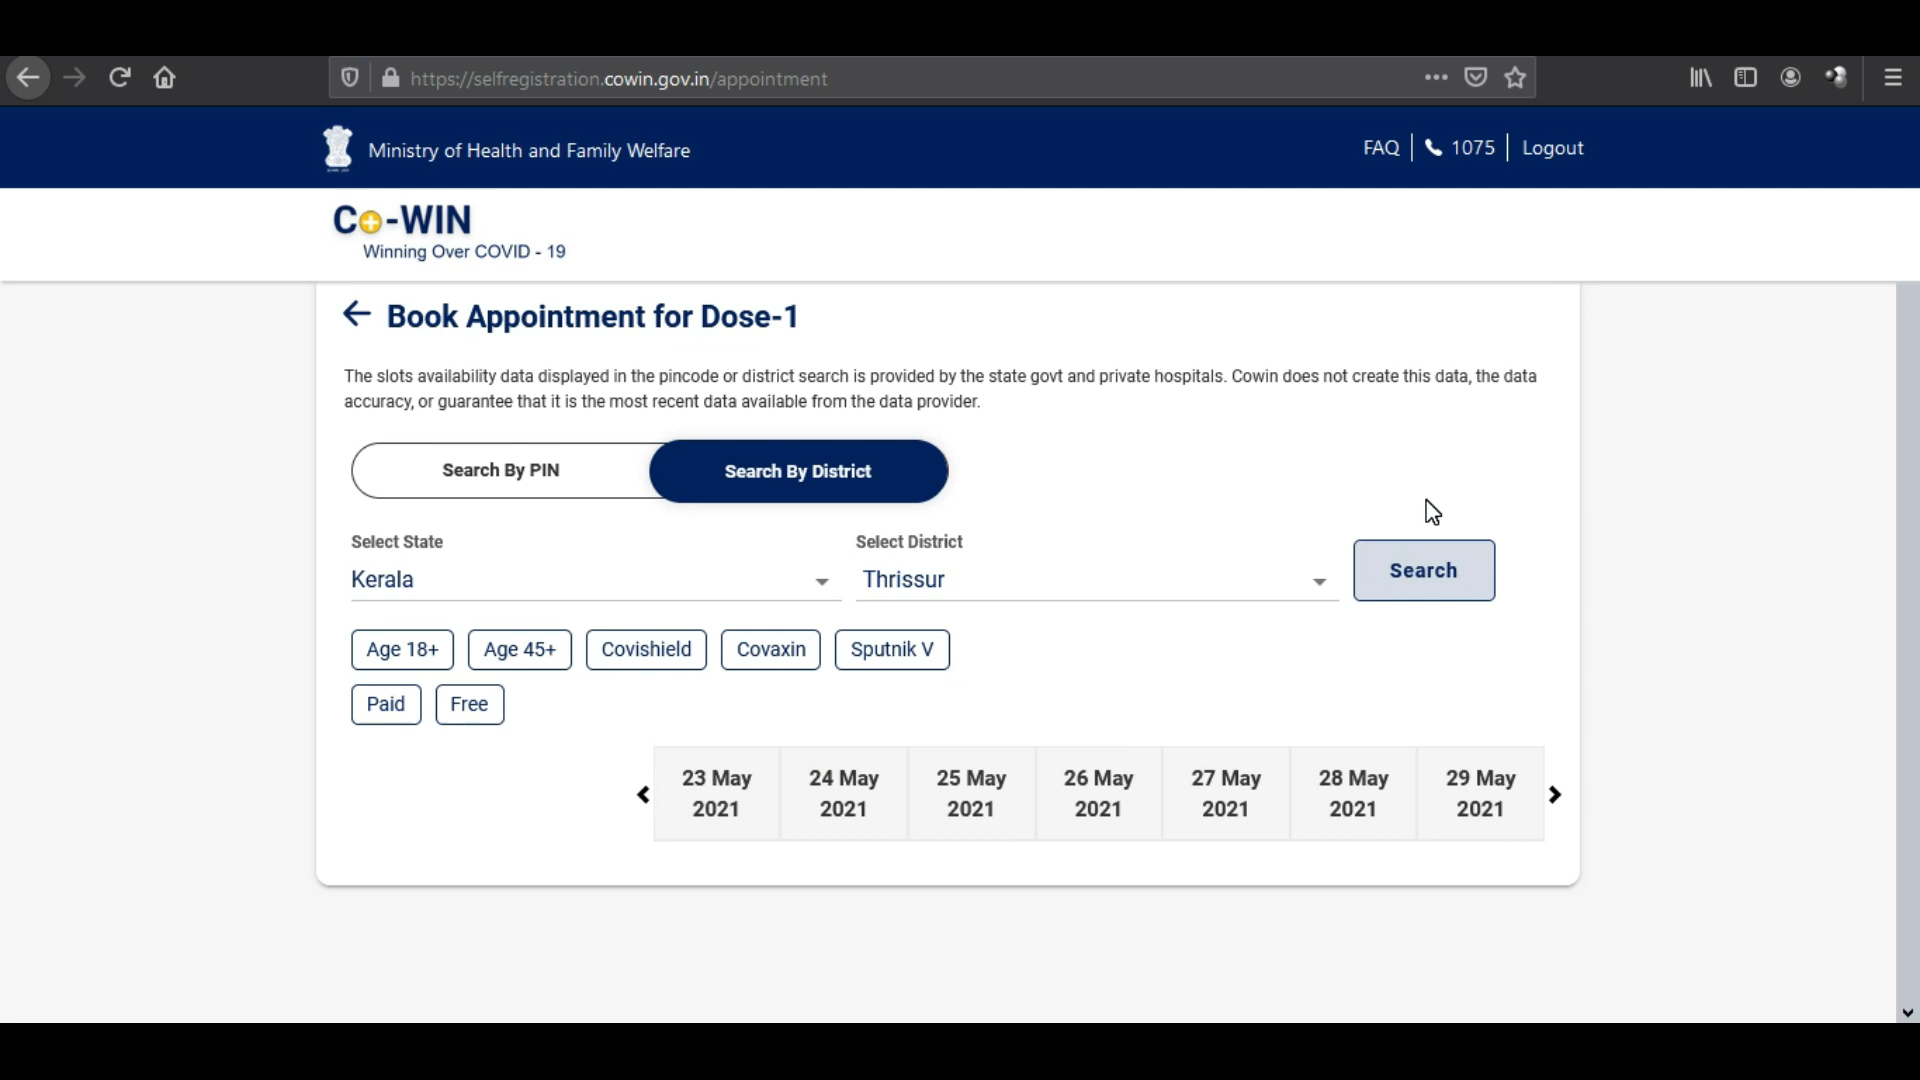 https://selfregistration.cowin.gov.in/appointment
Ministry of Health and Family Welfare
FAQ
1075
Logout
Co-WIN
Winning Over COVID - 19
Book Appointment for Dose-1
The slots availability data displayed in the pincode or district search is provided by the state govt and private hospitals. Cowin does not create this data, the data
accuracy, or guarantee that it is the most recent data available from the data provider.
Search By PIN
Search By District
Select State
Select District
Kerala
Thrissur
Search
Age 18+
Age 45+
Covishield
Covaxin
Sputnik V
Paid
Free
23 May 2021
24 May 2021
25 May 2021
26 May 2021
27 May 2021
28 May 2021
29 May 2021